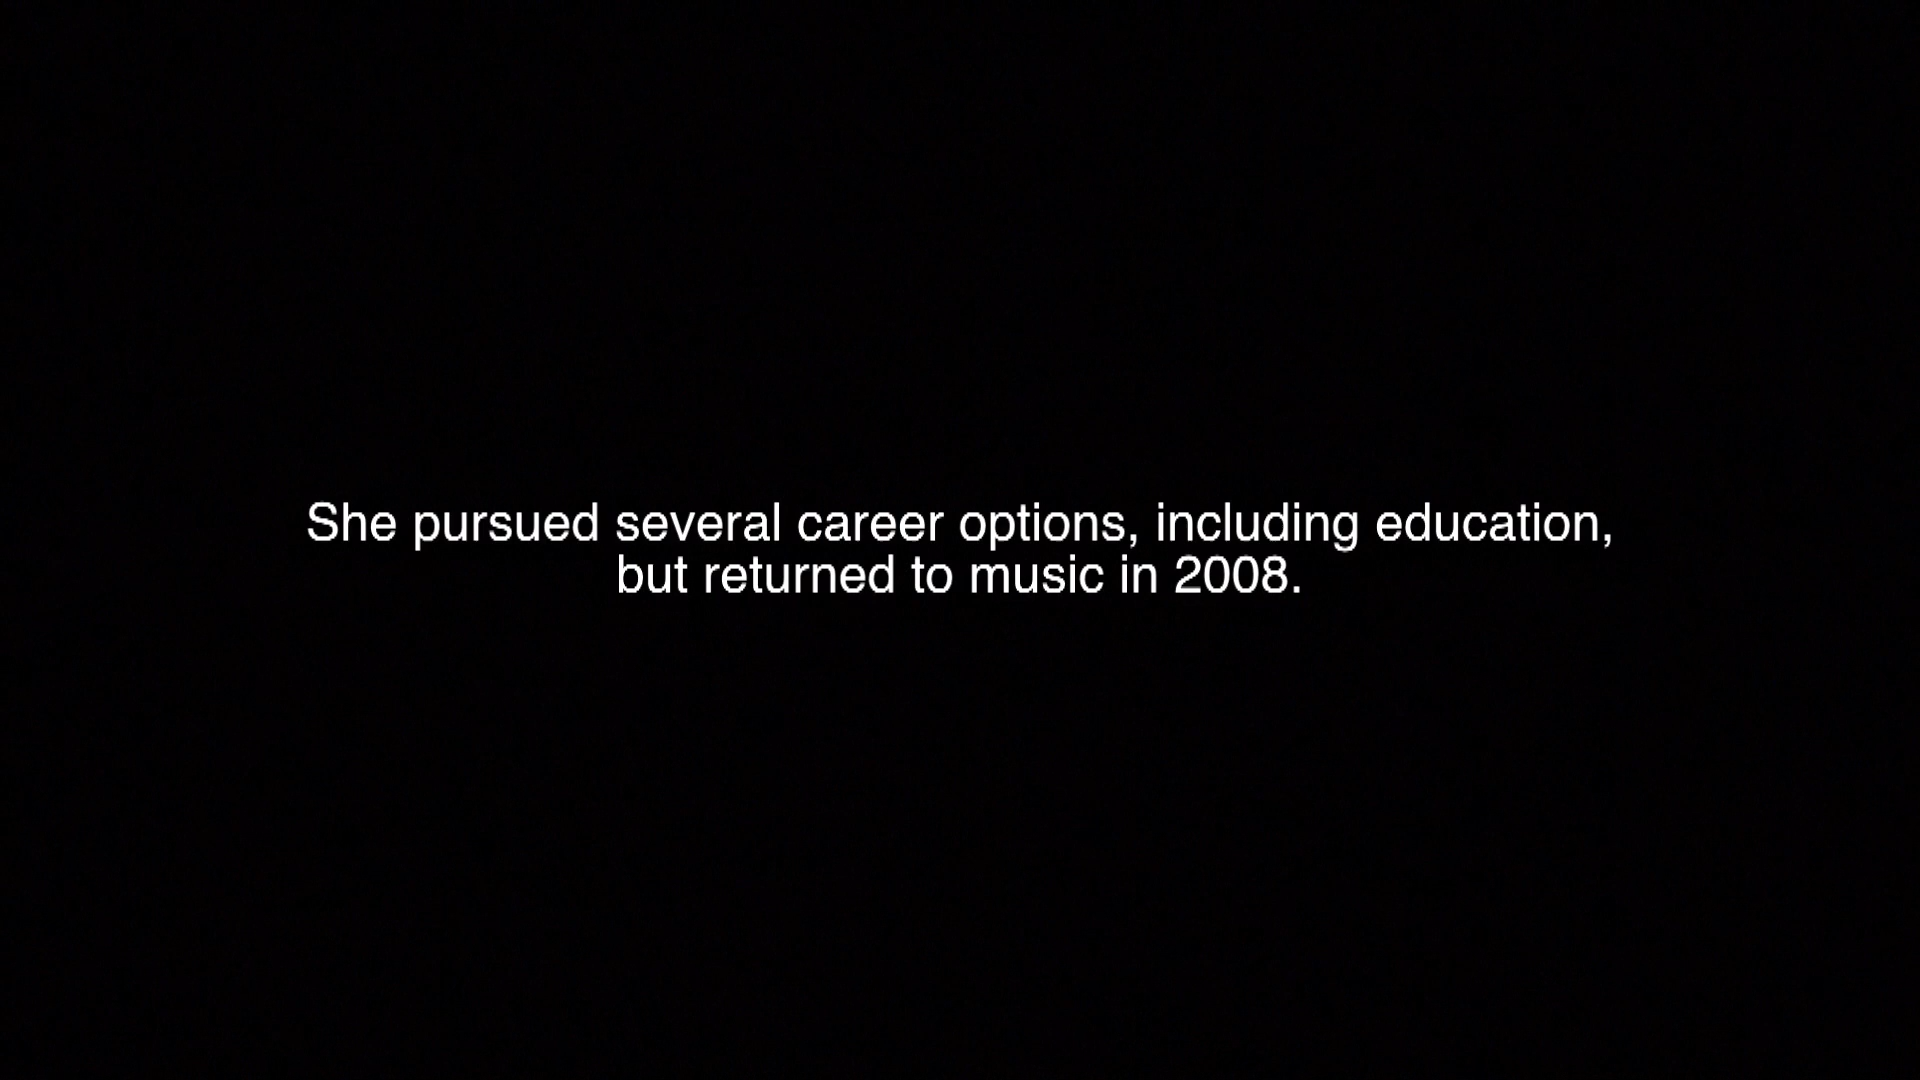 She pursued several career options, including education,
but returned to music in 2008.